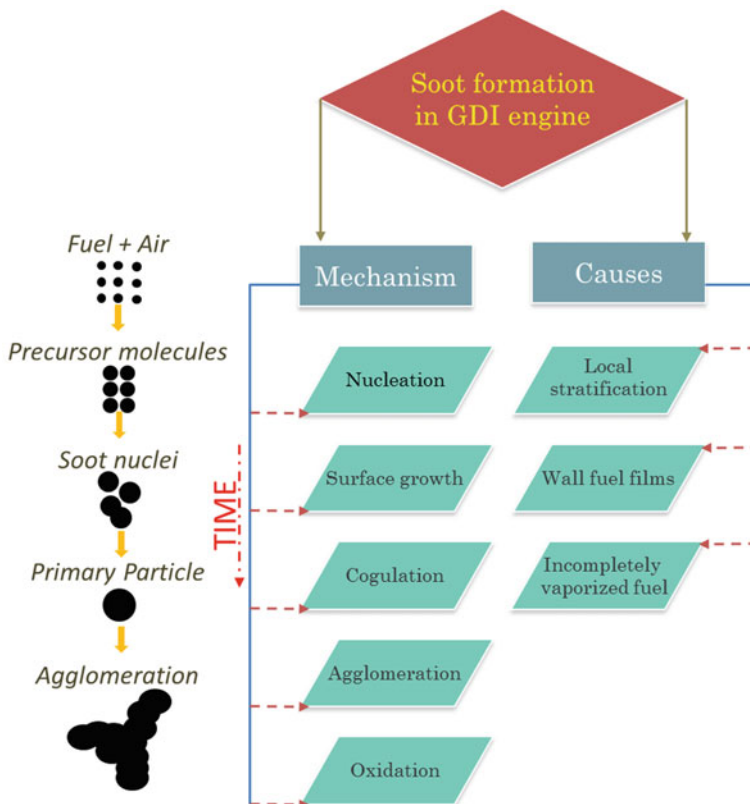 Soot formation
in GDI engine
Mechanism
Causes
Fuel + Air
Precursor molecules
Soot nuclei
Primary Particle
Agglomeration
TIME
Nucleation
Surface growth
Cogulation
Agglomeration
Oxidation
Local
stratification
Wall fuel films
Incompletely
vaporized fuel